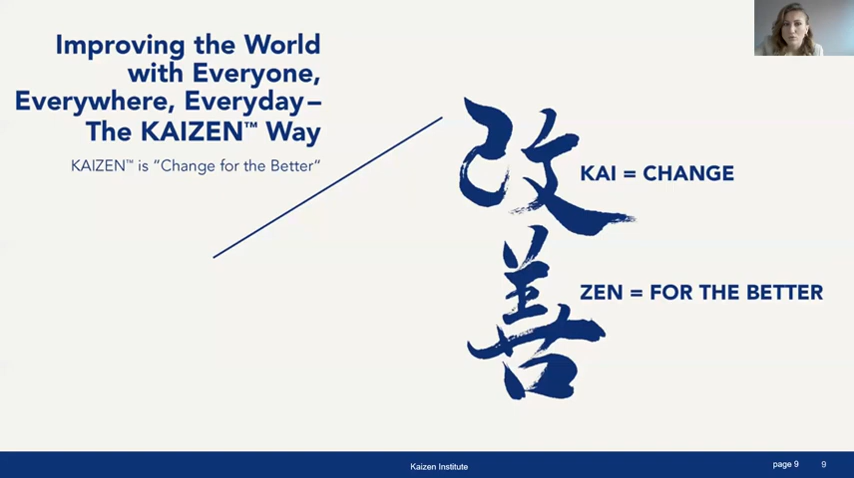 Improving the World
with Everyone,
Everywhere, Everyday–
The KAIZEN™ Way
KAIZEN™ is “Change for the Better“
改
KAI = CHANGE
善
ZEN = FOR THE BETTER
Kaizen Institute
page 9
9